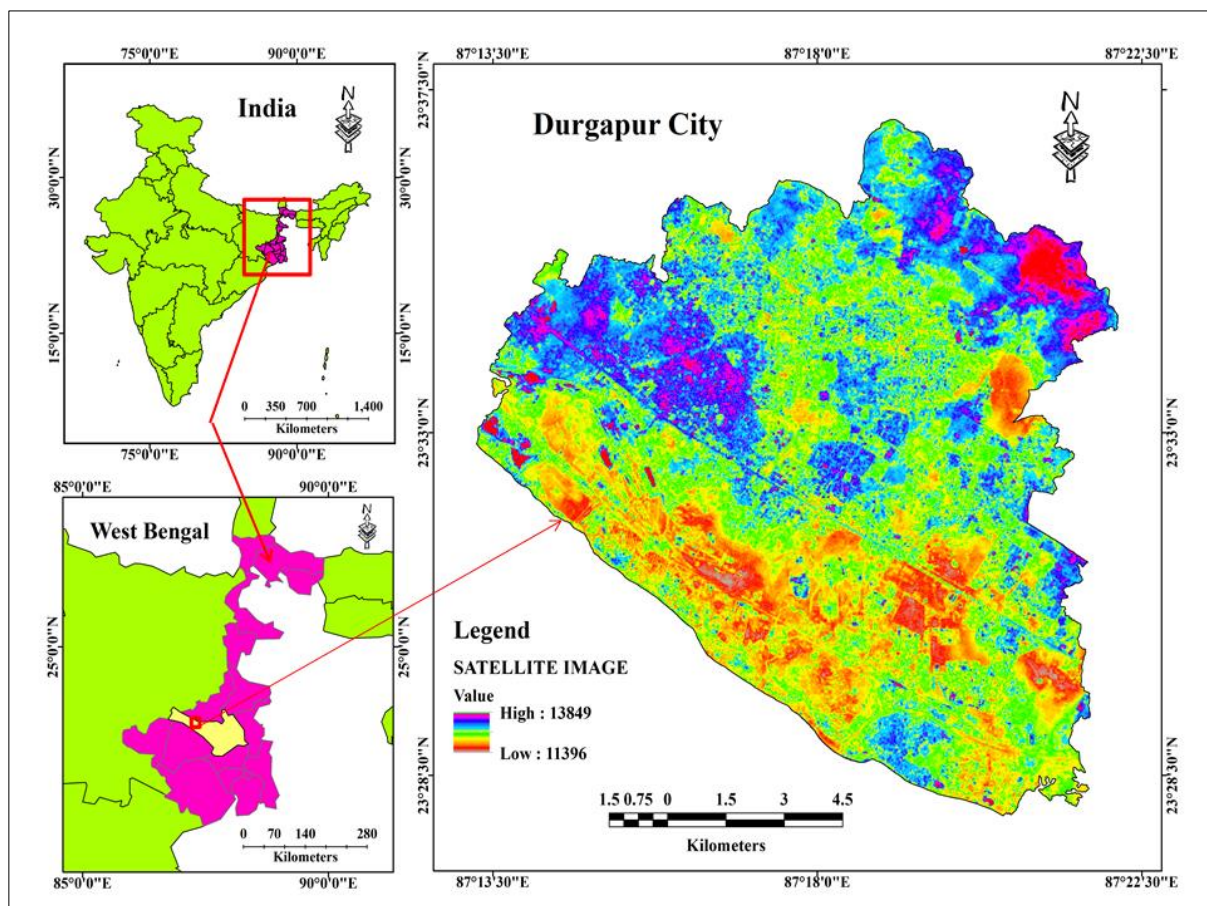 75°0'0"E 90°0'0"E
India
N
30°0'0"N 30°0'0"N
15°0'0"N 15°0'0"N
0 350 700 1,400
Kilometers
75°0'0"E 90°0'0"E
85°0'0"E 90°0'0"E
West Bengal
N
25°0'0"N 25°0'0"N
0 70 140 280
Kilometers
85°0'0"E 90°0'0"E
87°13'30"E 87°18'0"E 87°22'30"E
23°37'30"N 23°37'30"N
Durgapur City
N
23°33'0"N 23°33'0"N
Legend
SATELLITE IMAGE
Value
High : 13849
Low : 11396
23°28'30"N 23°28'30"N
1.5 0.75 0 1.5 3 4.5
Kilometers
87°13'30"E 87°18'0"E 87°22'30"E